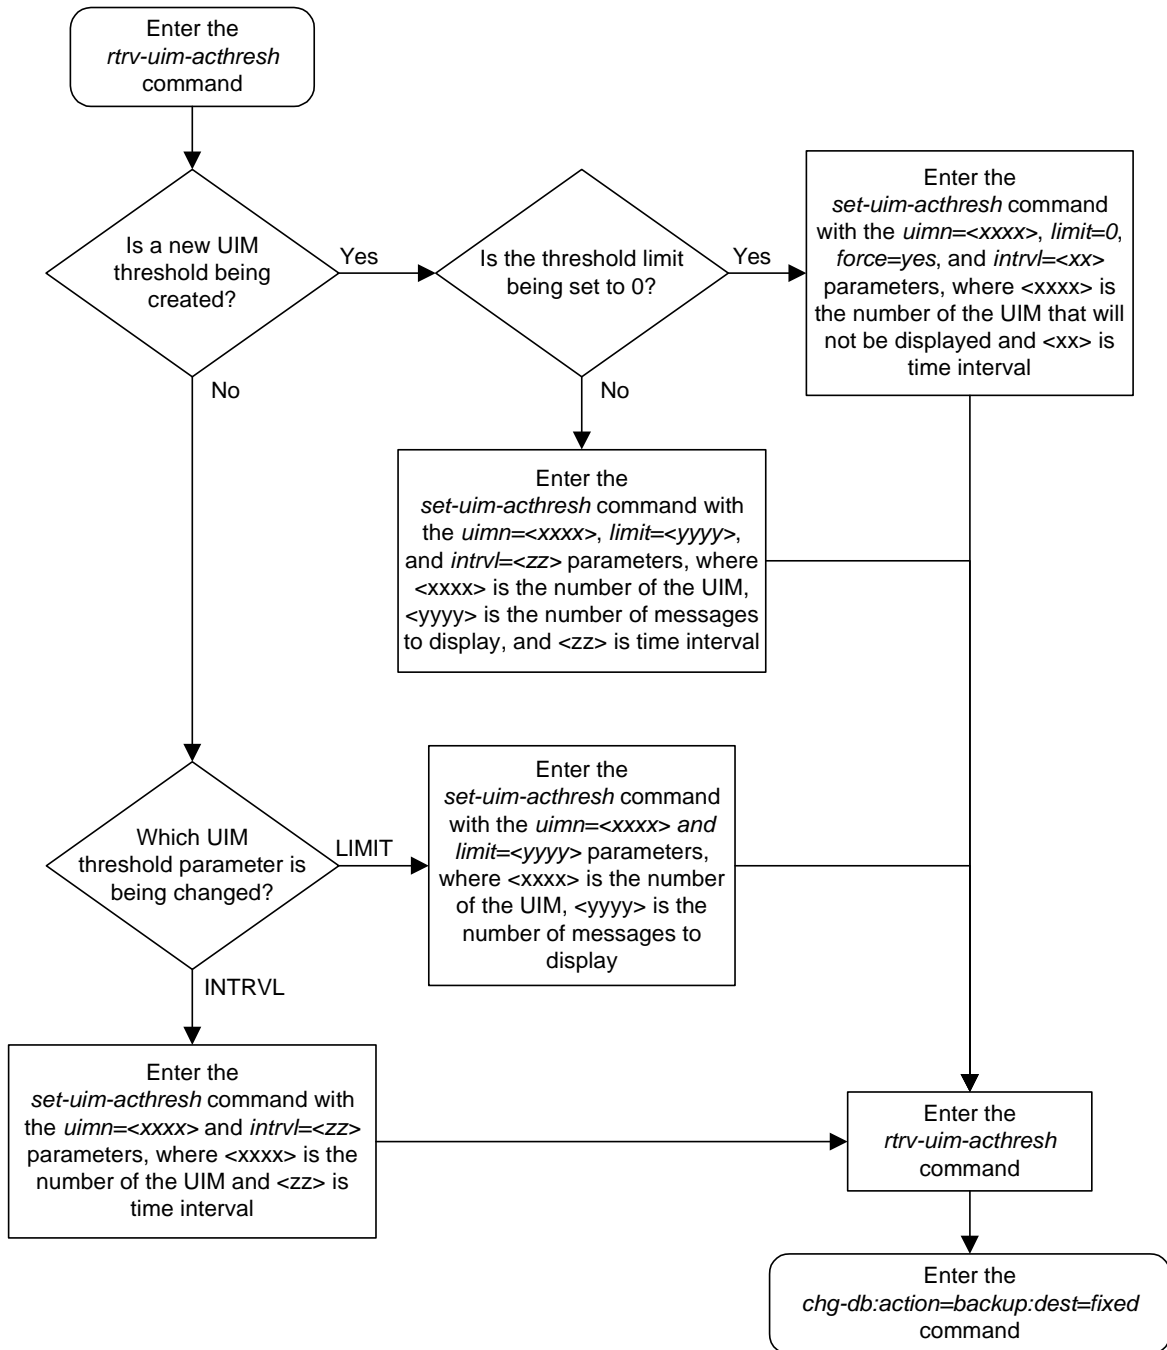 Enter the
rtrv-uim-acthresh
command
Is a new UIM
threshold being
created?
Yes
No
Is the threshold limit
being set to 0?
Yes
No
Enter the
set-uim-acthresh command
with the uimn=<xxxx>, limit=0,
force=yes, and intrvl=<xx>
parameters, where <xxxx> is
the number of the UIM that will
not be displayed and <xx> is
time interval
Enter the
set-uim-acthresh command with
the uimn=<xxxx>, limit=<yyyy>,
and intrvl=<zz> parameters, where
<xxxx> is the number of the UIM,
<yyyy> is the number of messages
to display, and <zz> is time interval
Which UIM
threshold parameter is
being changed?
LIMIT
INTRVL
Enter the
set-uim-acthresh command
with the uimn=<xxxx> and
limit=<yyyy> parameters,
where <xxxx> is the number
of the UIM, <yyyy> is the
number of messages to
display
Enter the
set-uim-acthresh command with
the uimn=<xxxx> and intrvl=<zz>
parameters, where <xxxx> is the
number of the UIM and <zz> is
time interval
Enter the
rtrv-uim-acthresh
command
Enter the
chg-db:action=backup:dest=fixed
command